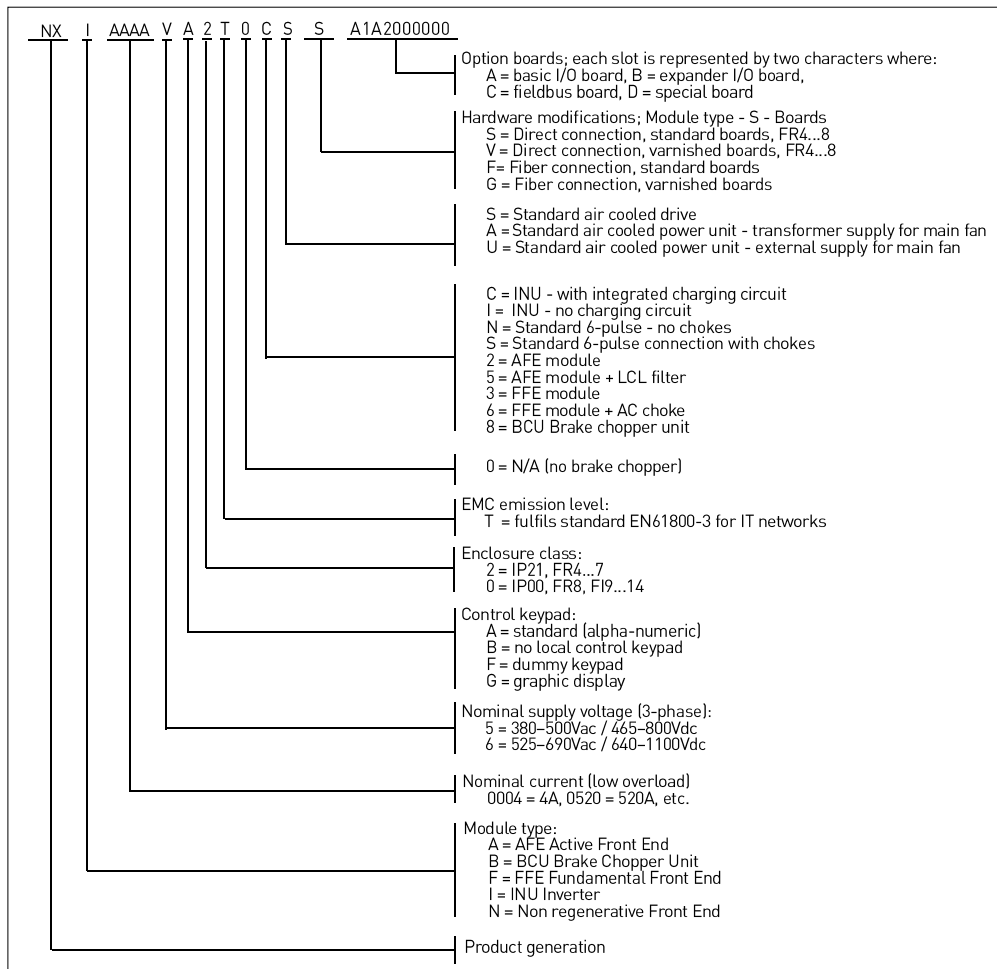 NX I AAAA V A 2 T 0 C S S A1A2000000
Option boards; each slot is represented by two characters where:
A = basic I/O board, B = expander I/O board,
C = fieldbus board, D = special board
Hardware modifications; Module type - S - Boards
S = Direct connection, standard boards, FR4...8
V = Direct connection, varnished boards, FR4...8
F= Fiber connection, standard boards
G = Fiber connection, varnished boards
S = Standard air cooled drive
A = Standard air cooled power unit - transformer supply for main fan
U = Standard air cooled power unit - external supply for main fan
C = INU - with integrated charging circuit
I = INU - no charging circuit
N = Standard 6-pulse - no chokes
S = Standard 6-pulse connection with chokes
2 = AFE module
5 = AFE module + LCL filter
3 = FFE module
6 = FFE module + AC choke
8 = BCU Brake chopper unit
0 = N/A (no brake chopper)
EMC emission level:
T = fulfils standard EN61800-3 for IT networks
Enclosure class:
2 = IP21, FR4...7
0 = IP00, FR8, FI9...14
Control keypad:
A = standard (alpha-numeric)
B = no local control keypad
F = dummy keypad
G = graphic display
Nominal supply voltage (3-phase):
5 = 380–500Vac / 465–800Vdc
6 = 525–690Vac / 640–1100Vdc
Nominal current (low overload)
0004 = 4A, 0520 = 520A, etc.
Module type:
A = AFE Active Front End
B = BCU Brake Chopper Unit
F = FFE Fundamental Front End
I = INU Inverter
N = Non regenerative Front End
Product generation